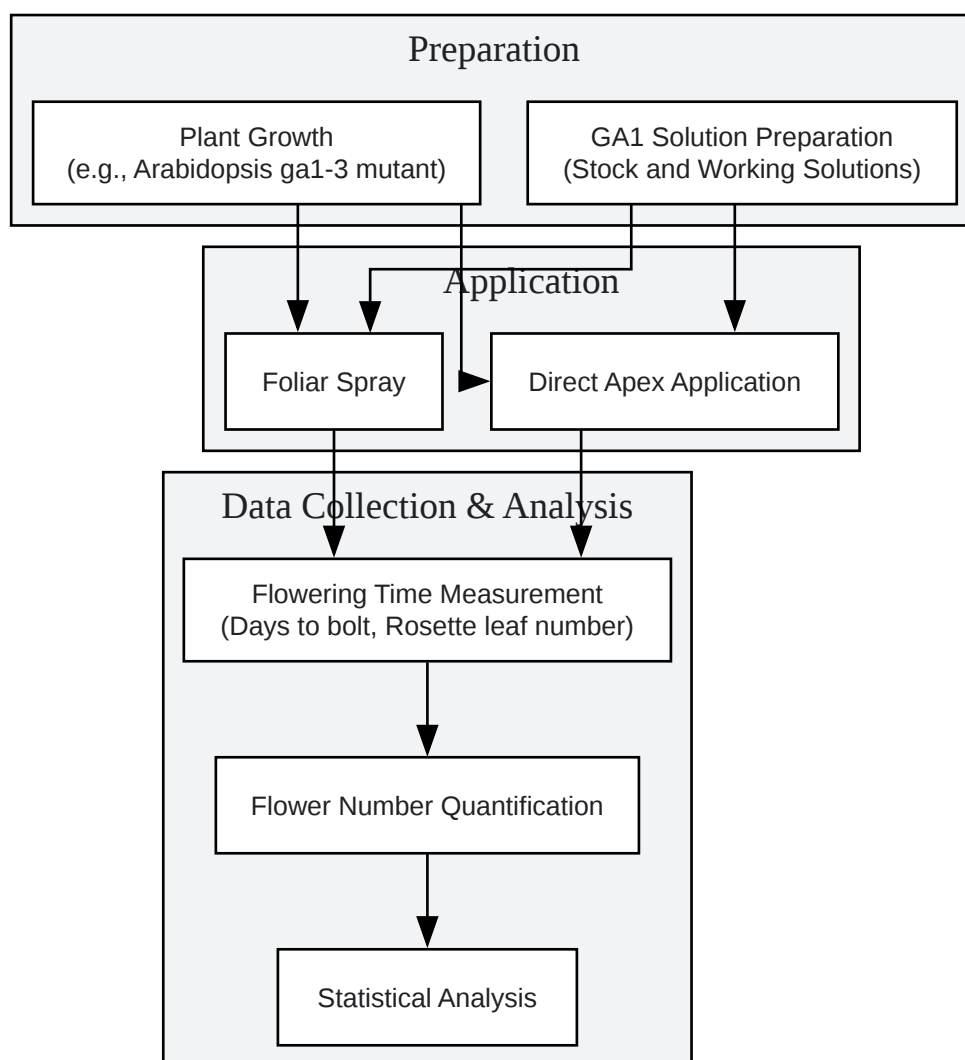 Preparation
Plant Growth
(e.g., Arabidopsis ga1-3 mutant)
GA1 Solution Preparation
(Stock and Working Solutions)
Application
Foliar Spray
Direct Apex Application
Data Collection & Analysis
Flowering Time Measurement
(Days to bolt, Rosette leaf number)
Flower Number Quantification
Statistical Analysis